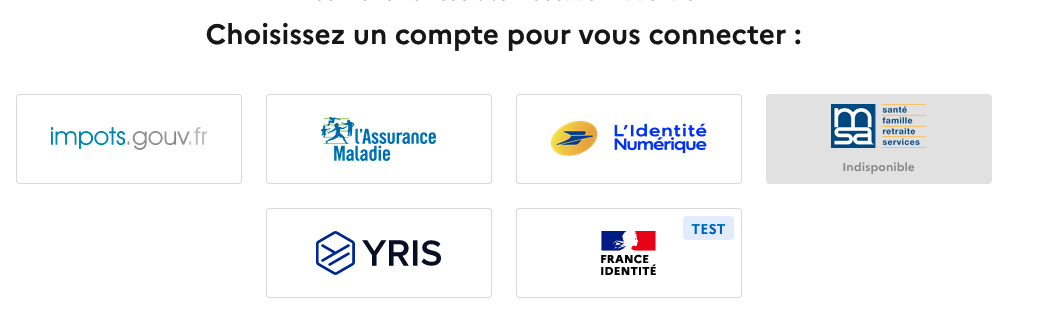 Choisissez un compte pour vous connecter :
impots.gouv.fr
l'Assurance
Maladie
L'Identité
Numérique
msa
santé
famille
retraite
services
Indisponible
YRIS
TEST
FRANCE
IDENTITÉ